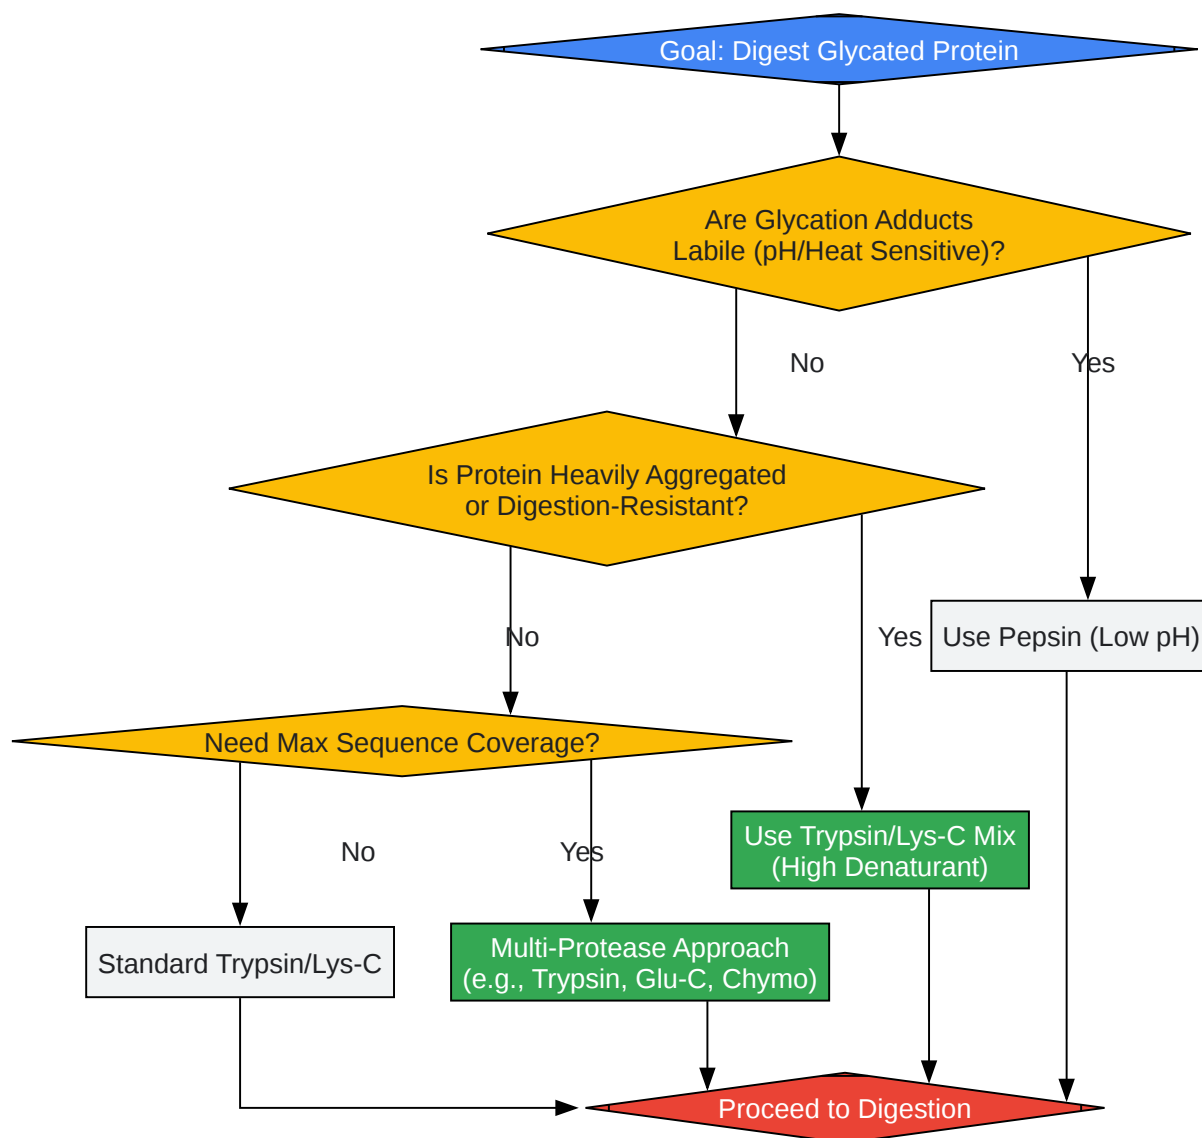 Goal: Digest Glycated Protein
Are Glycation Adducts
Labile (pH/Heat Sensitive)?
No
Yes
Is Protein Heavily Aggregated
or Digestion-Resistant?
No
Yes
Use Pepsin (Low pH)
Need Max Sequence Coverage?
No
Yes
Use Trypsin/Lys-C Mix
(High Denaturant)
Standard Trypsin/Lys-C
Multi-Protease Approach
(e.g., Trypsin, Glu-C, Chymo)
Proceed to Digestion